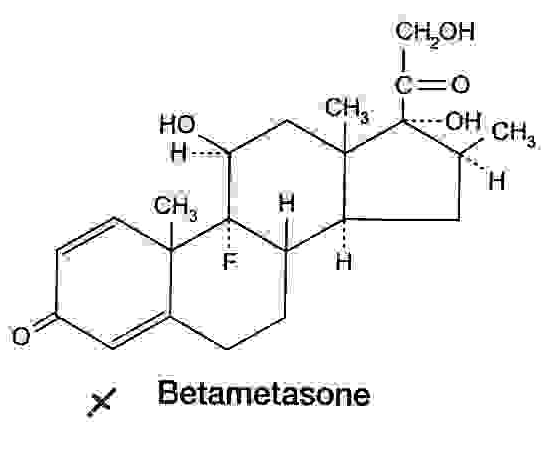 CH₂OH
C=O
CH₃ OH CH₃
HO
H H
CH₃ H
F H
O
× Betametasone